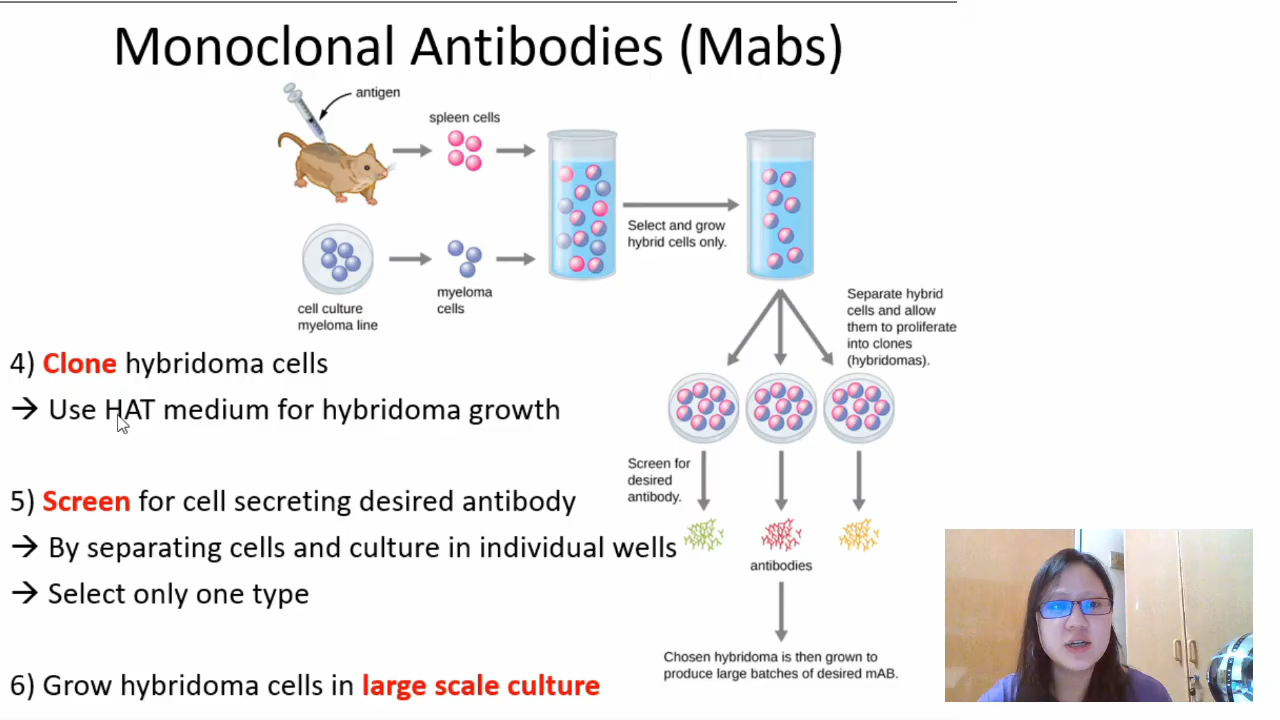 Monoclonal Antibodies (Mabs)
antigen
spleen cells
Select and grow
hybrid cells only.
cell culture
myeloma line
myeloma
cells
Separate hybrid
cells and allow
them to proliferate
into clones
(hybridomas).
4) Clone hybridoma cells
→ Use HAT medium for hybridoma growth
Screen for
desired
antibody.
5) Screen for cell secreting desired antibody
→ By separating cells and culture in individual wells
→ Select only one type
antibodies
Chosen hybridoma is then grown to
produce large batches of desired mAB.
6) Grow hybridoma cells in large scale culture